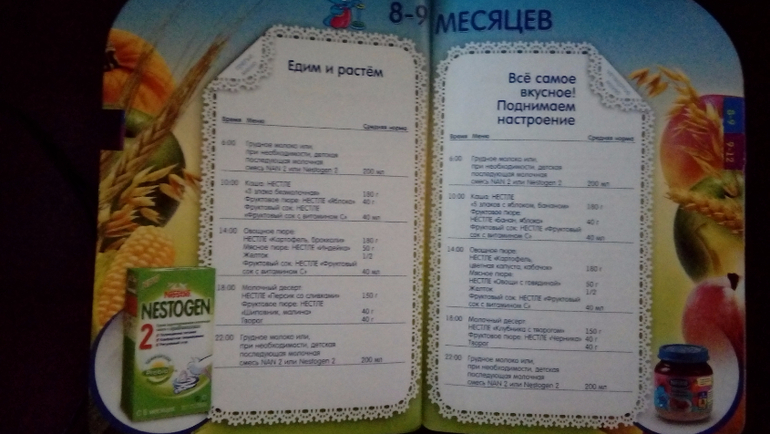 8-9 МЕСЯЦЕВ
Едим и растём
Время Меню Средняя норма
6:00 Грудное молоко или,
при необходимости, детская
последующая молочная
смесь NAN 2 или Nestogen 2 200 мл
10:00 Каша: НЕСТЛЕ
«3 злака безмолочная» 180 г
Фруктовое пюре: НЕСТЛЕ «Яблоко» 40 г
Фруктовый сок: НЕСТЛЕ
«Фруктовый сок с витамином С» 40 мл
14:00 Овощное пюре:
НЕСТЛЕ «Картофель, брокколи» 180 г
Мясное пюре: НЕСТЛЕ «Индейка» 50 г
Желток 1/2
Фруктовый сок: НЕСТЛЕ «Фруктовый
сок с витамином С» 40 мл
18:00 Молочный десерт
НЕСТЛЕ «Персик со сливками» 150 г
Фруктовое пюре: НЕСТЛЕ
«Шиповник, малина» 40 г
Творог 40 г
22:00 Грудное молоко или,
при необходимости, детская
последующая молочная
смесь NAN 2 или Nestogen 2 200 мл
Nestlé
NESTOGEN
2
С 6 месяцев
Всё самое
вкусное!
Поднимаем
настроение
Время Меню Средняя норма
6:00 Грудное молоко или,
при необходимости, детская
последующая молочная
смесь NAN 2 или Nestogen 2 200 мл
10:00 Каша: НЕСТЛЕ
«5 злаков с яблоком, бананом» 180 г
Фруктовое пюре:
НЕСТЛЕ «Банан, яблоко» 40 г
Фруктовый сок: НЕСТЛЕ «Фруктовый
сок с витамином С» 40 мл
14:00 Овощное пюре:
НЕСТЛЕ «Картофель,
цветная капуста, кабачок» 180 г
Мясное пюре:
НЕСТЛЕ «Овощи с говядиной» 50 г
Желток 1/2
Фруктовый сок: НЕСТЛЕ «Фруктовый
сок с витамином С» 40 мл
18:00 Молочный десерт
НЕСТЛЕ «Клубника с творогом» 150 г
Фруктовое пюре: НЕСТЛЕ «Черника» 40 г
Творог 40 г
22:00 Грудное молоко или,
при необходимости, детская
последующая молочная
смесь NAN 2 или Nestogen 2 200 мл
8-9
9-12